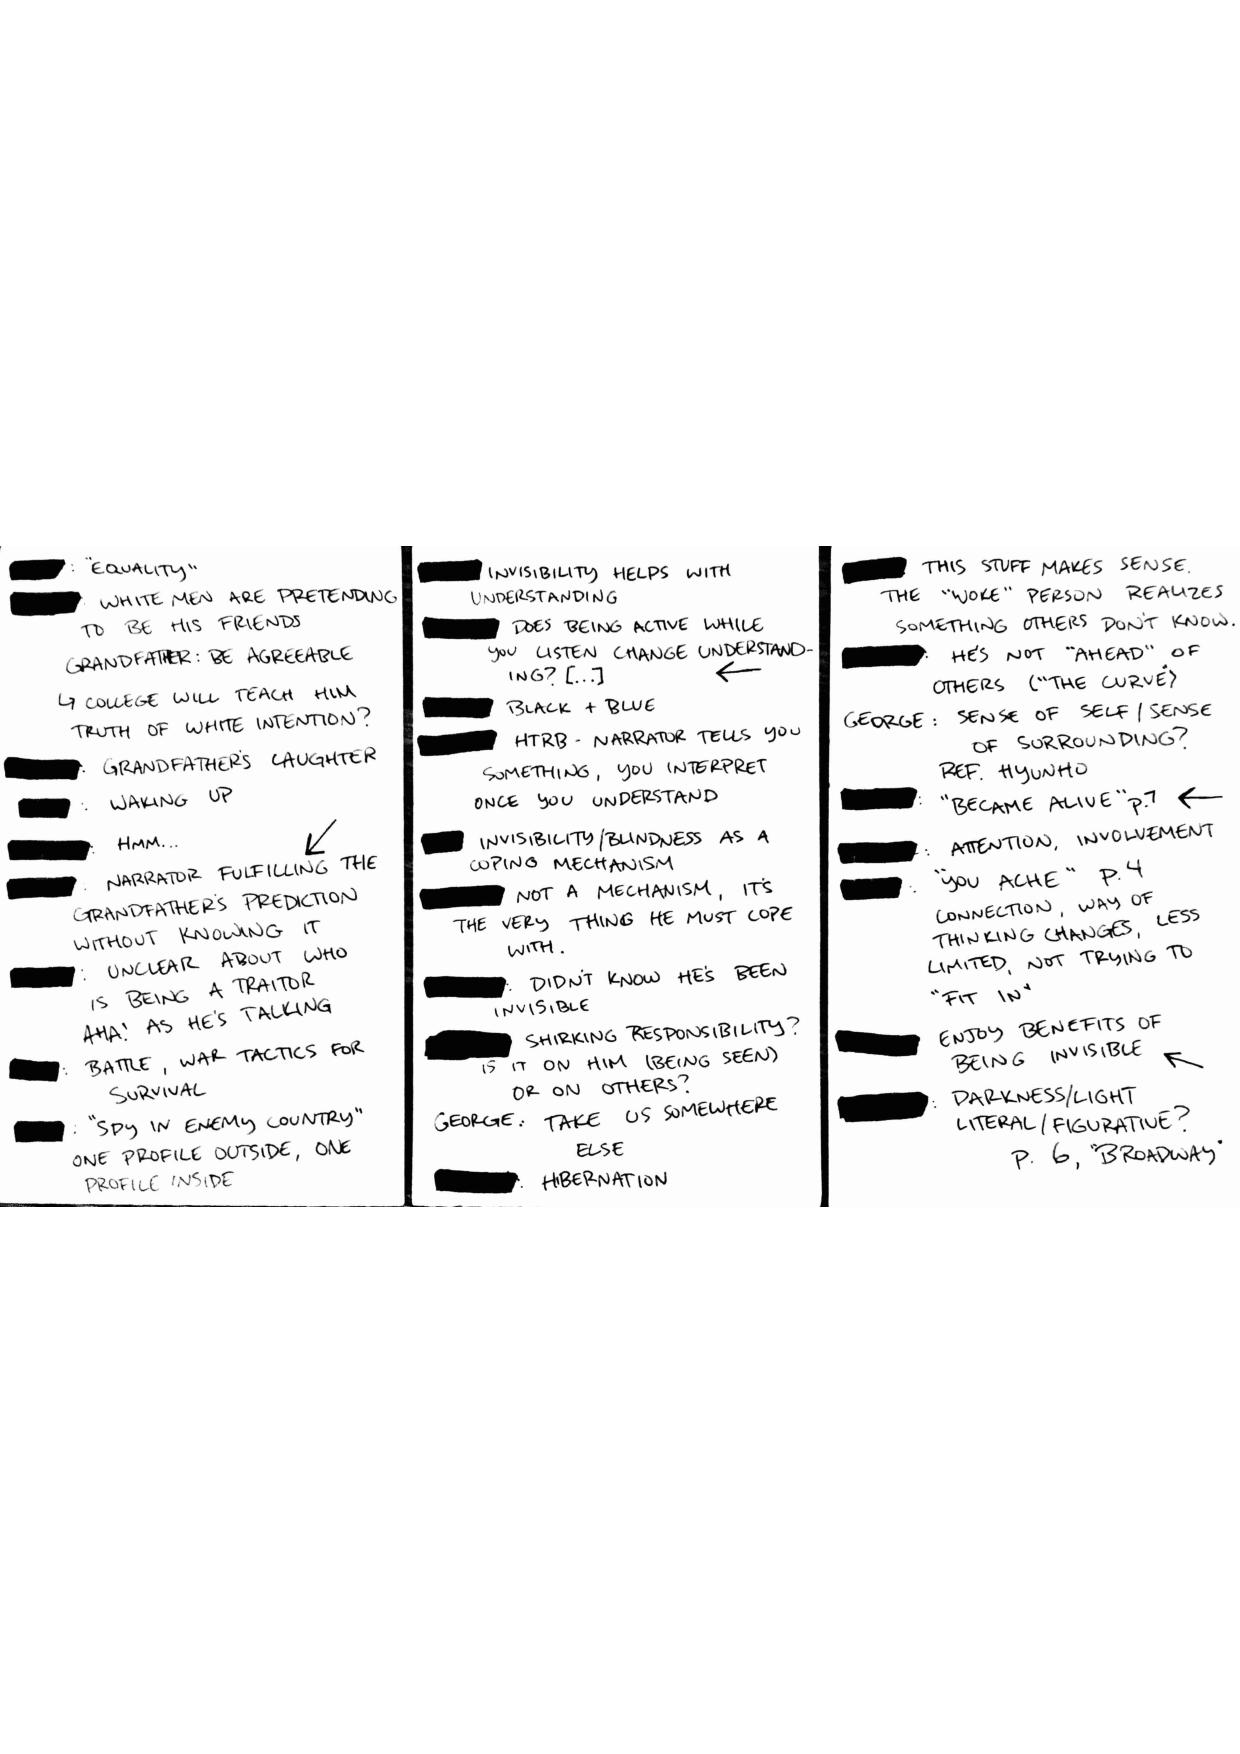 : "EQUALITY"
WHITE MEN ARE PRETENDING
TO BE HIS FRIENDS
GRANDFATHER: BE AGREEABLE
↳ COLLEGE WILL TEACH HIM
TRUTH OF WHITE INTENTION?
: GRANDFATHER'S LAUGHTER
: WAKING UP
: HMM...
: NARRATOR FULFILLING THE
GRANDFATHER'S PREDICTION
WITHOUT KNOWING IT
: UNCLEAR ABOUT WHO
IS BEING A TRAITOR
AHA! AS HE'S TALKING
: BATTLE, WAR TACTICS FOR
SURVIVAL
: "SPY IN ENEMY COUNTRY"
ONE PROFILE OUTSIDE, ONE
PROFILE INSIDE
INVISIBILITY HELPS WITH
UNDERSTANDING
DOES BEING ACTIVE WHILE
YOU LISTEN CHANGE UNDERSTAND-
ING? [...] ←
BLACK + BLUE
HTRB - NARRATOR TELLS YOU
SOMETHING, YOU INTERPRET
ONCE YOU UNDERSTAND
INVISIBILITY/BLINDNESS AS A
COPING MECHANISM
NOT A MECHANISM, IT'S
THE VERY THING HE MUST COPE
WITH.
: DIDN'T KNOW HE'S BEEN
INVISIBLE
SHIRKING RESPONSIBILITY?
IS IT ON HIM (BEING SEEN)
OR ON OTHERS?
GEORGE: TAKE US SOMEWHERE
ELSE
: HIBERNATION
THIS STUFF MAKES SENSE.
THE "WOKE" PERSON REALIZES
SOMETHING OTHERS DON'T KNOW.
: HE'S NOT "AHEAD" OF
OTHERS ("THE CURVE")
GEORGE: SENSE OF SELF/SENSE
OF SURROUNDING?
REF. HYUNHO
: "BECAME ALIVE" p.7 ←
: ATTENTION, INVOLVEMENT
: "YOU ACHE" P. 4
CONNECTION, WAY OF
THINKING CHANGES, LESS
LIMITED, NOT TRYING TO
"FIT IN"
ENJOY BENEFITS OF
BEING INVISIBLE
: DARKNESS/LIGHT
LITERAL/FIGURATIVE?
P. 6, "BROADWAY"